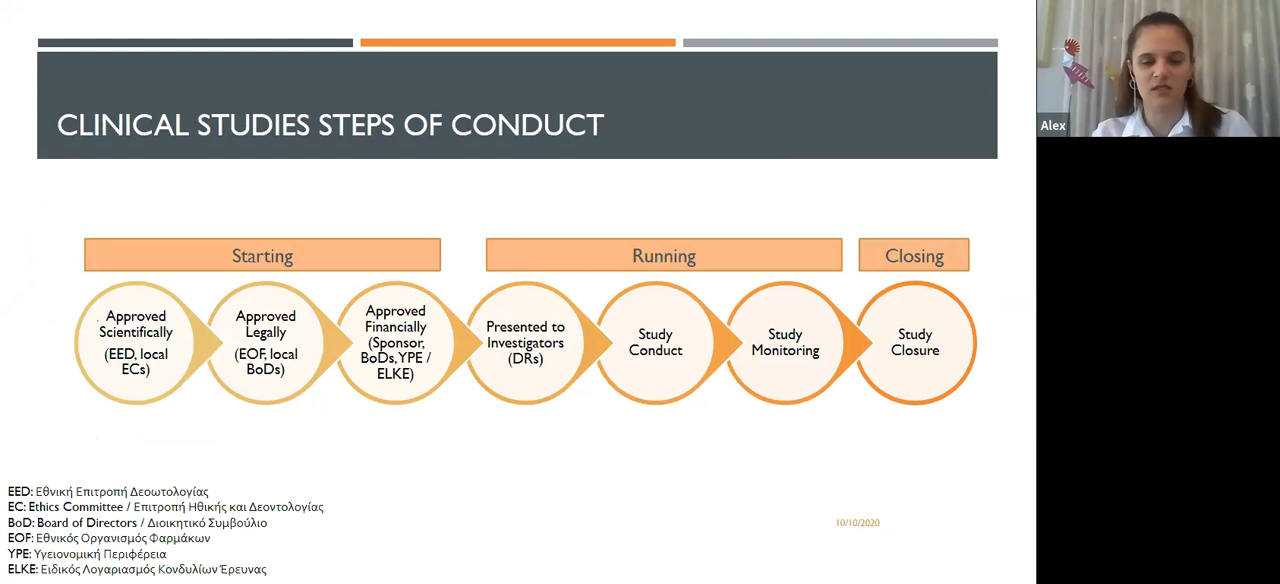 CLINICAL STUDIES STEPS OF CONDUCT
Alex
Starting
Running
Closing
Approved
Scientifically
(EED, local
ECs)
Approved
Legally
(EOF, local
BoDs)
Approved
Financially
(Sponsor,
BoDs, YPE /
ELKE)
Presented to
Investigators
(DRs)
Study
Conduct
Study
Monitoring
Study
Closure
EED: Εθνική Επιτροπή Δεοωτολογίας
EC: Ethics Committee / Επιτροπή Ηθικής και Δεοντολογίας
BoD: Board of Directors / Διοικητικό Συμβούλιο
EOF: Εθνικός Οργανισμός Φαρμάκων
YPE: Υγειονομική Περιφέρεια
ELKE: Ειδικός Λογαριασμός Κονδυλίων Έρευνας
10/10/2020